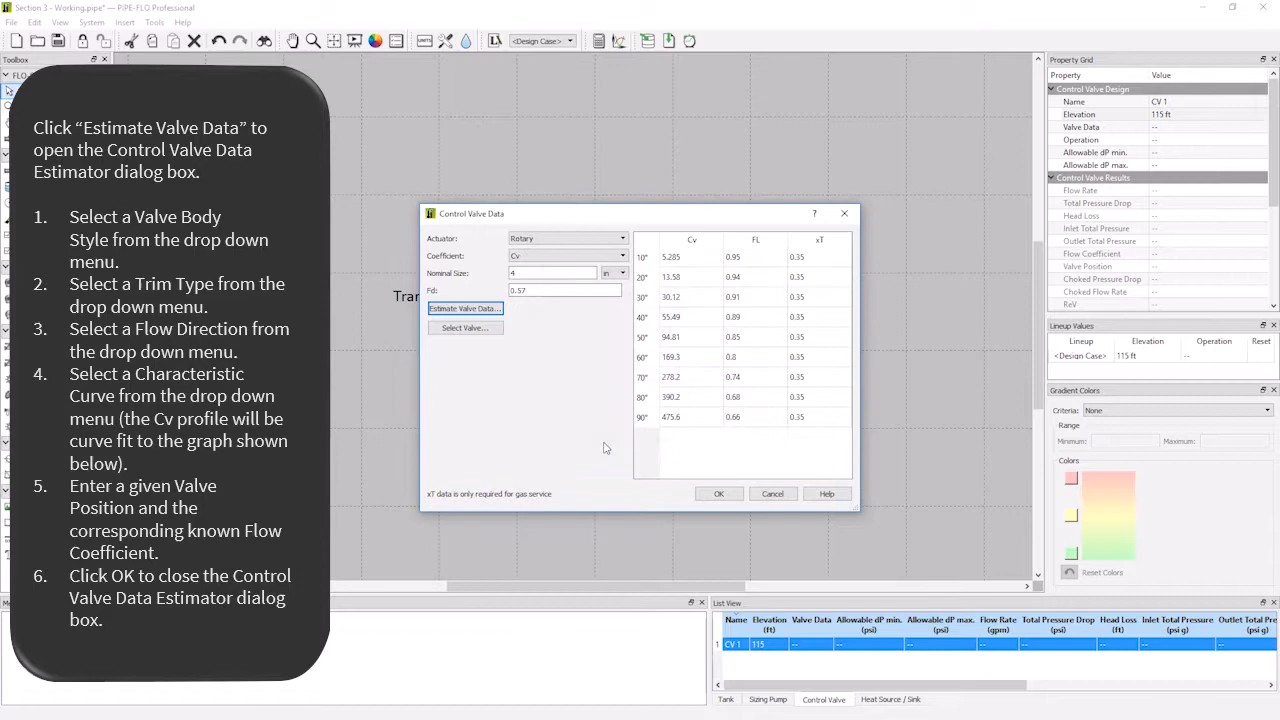 Section 3 - Working.pipe* — PIPE-FLO Professional
File Edit View System Insert Tools Help
<Design Case>
Toolbox
FLO-
Click “Estimate Valve Data” to
open the Control Valve Data
Estimator dialog box.
1. Select a Valve Body
Style from the drop down
menu.
2. Select a Trim Type from the
drop down menu.
3. Select a Flow Direction from
the drop down menu.
4. Select a Characteristic
Curve from the drop down
menu (the Cv profile will be
curve fit to the graph shown
below).
5. Enter a given Valve
Position and the
corresponding known Flow
Coefficient.
6. Click OK to close the Control
Valve Data Estimator dialog
box.
Tran
Control Valve Data ?
Actuator: Rotary
Coefficient: Cv
Nominal Size: 4 in
Fd: 0.57
Estimate Valve Data...
Select Valve...
Cv FL xT
10° 5.285 0.95 0.35
20° 13.58 0.94 0.35
30° 30.12 0.91 0.35
40° 55.49 0.89 0.35
50° 94.81 0.85 0.35
60° 169.3 0.8 0.35
70° 278.2 0.74 0.35
80° 390.2 0.68 0.35
90° 475.6 0.66 0.35
xT data is only required for gas service
OK Cancel Help
Property Grid
Property Value
Control Valve Design
Name CV 1
Elevation 115 ft
Valve Data --
Operation --
Allowable dP min. --
Allowable dP max. --
Control Valve Results
Flow Rate --
Total Pressure Drop --
Head Loss --
Inlet Total Pressure --
Outlet Total Pressure --
Flow Coefficient --
Valve Position --
Choked Pressure Drop --
Choked Flow Rate --
ReV --
Lineup Values
Lineup Elevation Operation Reset
<Design Case> 115 ft --
Gradient Colors
Criteria: None
Range
Minimum: Maximum:
Colors
Reset Colors
List View
Name Elevation (ft) Valve Data Allowable dP min. (psi) Allowable dP max. (psi) Flow Rate (gpm) Total Pressure Drop (psi) Head Loss (ft) Inlet Total Pressure (psi g) Outlet Total Pre (psi g)
1 CV 1 115 -- -- -- -- -- -- -- --
Tank Sizing Pump Control Valve Heat Source / Sink